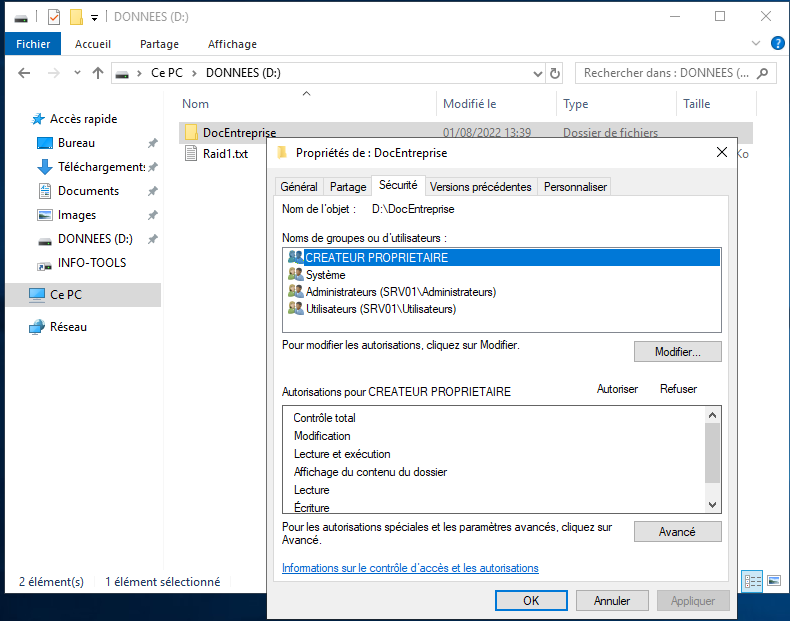 DONNEES (D:)
Fichier Accueil Partage Affichage
Ce PC > DONNEES (D:)
Rechercher dans : DONNEES (...
Nom Modifié le Type Taille
Accès rapide
Bureau
Téléchargements
Documents
Images
DONNEES (D:)
INFO-TOOLS
Ce PC
Réseau
DocEntreprise 01/08/2022 13:39 Dossier de fichiers
Raid1.txt Ko
Propriétés de : DocEntreprise
Général Partage Sécurité Versions précédentes Personnaliser
Nom de l'objet : D:\DocEntreprise
Noms de groupes ou d'utilisateurs :
CREATEUR PROPRIETAIRE
Système
Administrateurs (SRV01\Administrateurs)
Utilisateurs (SRV01\Utilisateurs)
Pour modifier les autorisations, cliquez sur Modifier.
Modifier...
Autorisations pour CREATEUR PROPRIETAIRE Autoriser Refuser
Contrôle total
Modification
Lecture et exécution
Affichage du contenu du dossier
Lecture
Écriture
Pour les autorisations spéciales et les paramètres avancés, cliquez sur
Avancé.
Avancé
Informations sur le contrôle d'accès et les autorisations
OK Annuler Appliquer
2 élément(s) 1 élément sélectionné